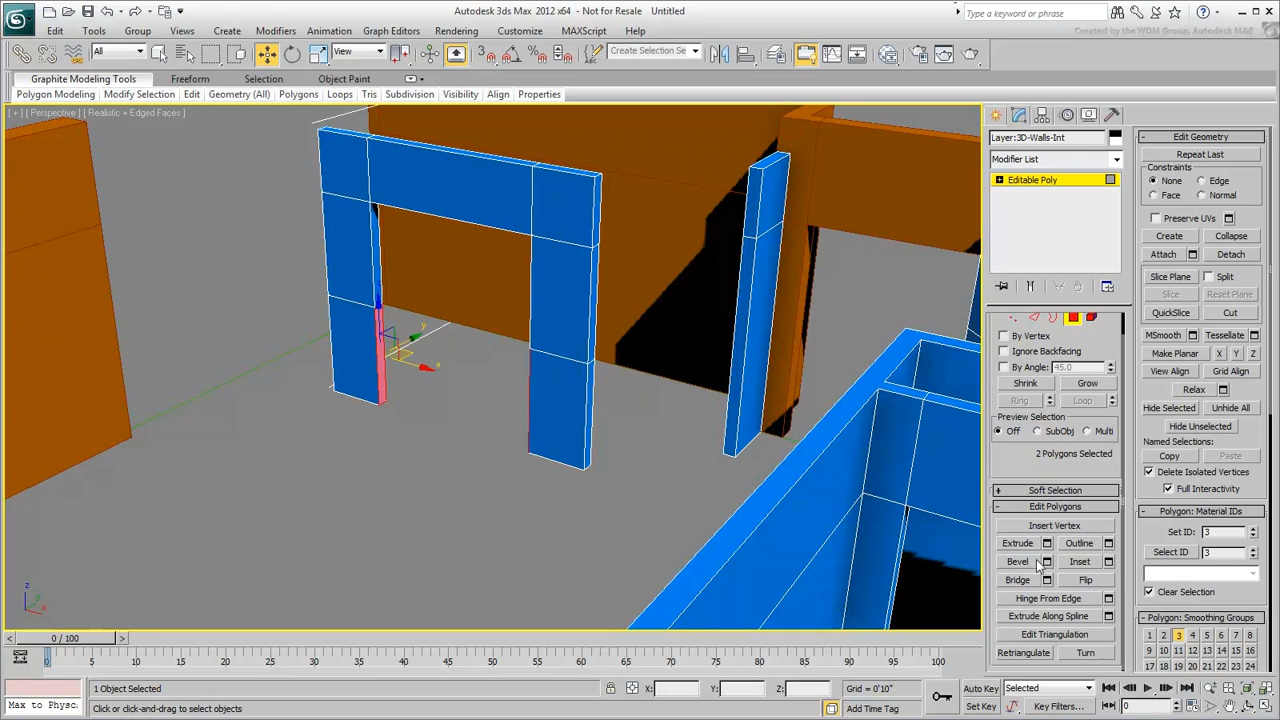 Autodesk 3ds Max 2012 x64 - Not for Resale Untitled
Type a keyword or phrase
Edit Tools Group Views Create Modifiers Animation Graph Editors Rendering Customize MAXScript Help
Created by the WDM Group, Autodesk M&E
All View Create Selection Se
Graphite Modeling Tools Freeform Selection Object Paint
Polygon Modeling Modify Selection Edit Geometry (All) Polygons Loops Tris Subdivision Visibility Align Properties
[ + ] [ Perspective ] [ Realistic + Edged Faces ]
Layer:3D-Walls-Int
Modifier List
Editable Poly
By Vertex
Ignore Backfacing
By Angle: 45.0
Shrink Grow
Ring Loop
Preview Selection
Off SubObj Multi
2 Polygons Selected
+ Soft Selection
- Edit Polygons
Insert Vertex
Extrude Outline
Bevel Inset
Bridge Flip
Hinge From Edge
Extrude Along Spline
Edit Triangulation
Retriangulate Turn
- Edit Geometry
Repeat Last
Constraints
None Edge
Face Normal
Preserve UVs
Create Collapse
Attach Detach
Slice Plane Split
Slice Reset Plane
QuickSlice Cut
MSmooth Tessellate
Make Planar X Y Z
View Align Grid Align
Relax
Hide Selected Unhide All
Hide Unselected
Named Selections:
Copy Paste
Delete Isolated Vertices
Full Interactivity
- Polygon: Material IDs
Set ID: 3
Select ID 3
Clear Selection
- Polygon: Smoothing Groups
1 2 3 4 5 6 7 8
9 10 11 12 13 14 15 16
17 18 19 20 21 22 23 24
z
y
x
0 / 100
0 5 10 15 20 25 30 35 40 45 50 55 60 65 70 75 80 85 90 95 100
1 Object Selected X: Y: Z: Grid = 0'10" Auto Key Selected
Max to Physc Click or click-and-drag to select objects Add Time Tag Set Key Key Filters... 0